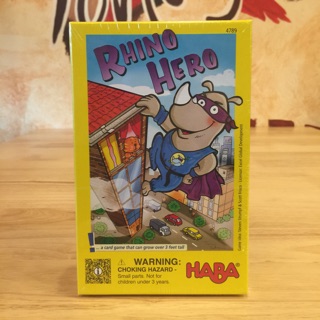 4789
RHINO
HERO
... a card game that can grow over 3 feet tall
WARNING:
CHOKING HAZARD -
Small parts. Not for
children under 3 years.
HABA